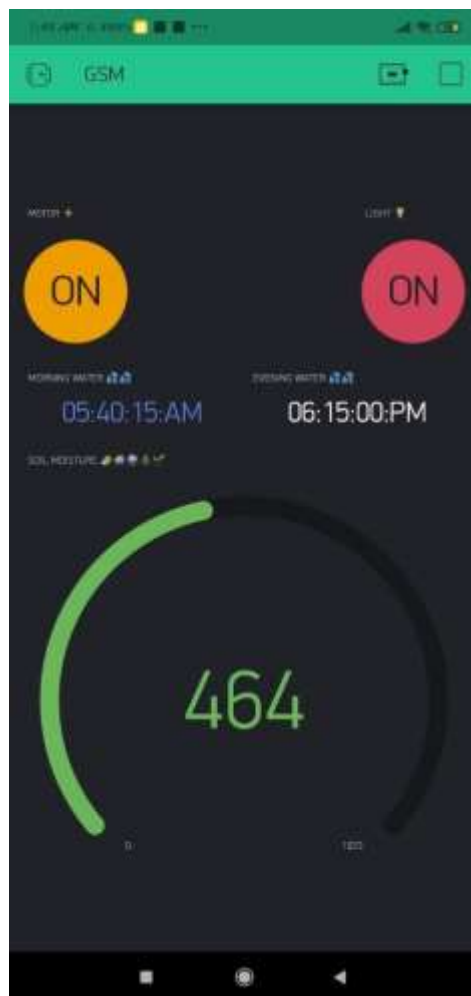 GSM
MOTOR
LIGHT
ON
ON
MORNING WATER
EVENING WATER
05:40:15:AM
06:15:00:PM
SOIL MOISTURE
464
0